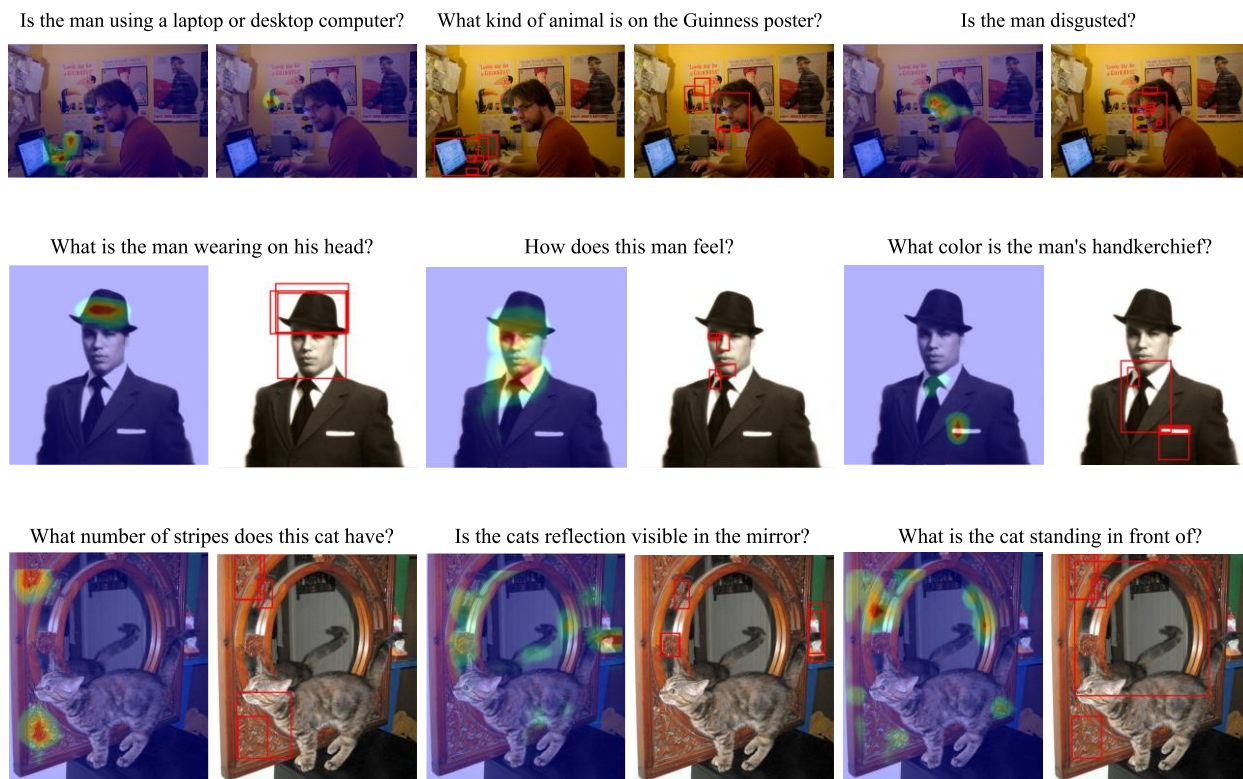 Is the man using a laptop or desktop computer?
What kind of animal is on the Guinness poster?
Is the man disgusted?
What is the man wearing on his head?
How does this man feel?
What color is the man's handkerchief?
What number of stripes does this cat have?
Is the cats reflection visible in the mirror?
What is the cat standing in front of?